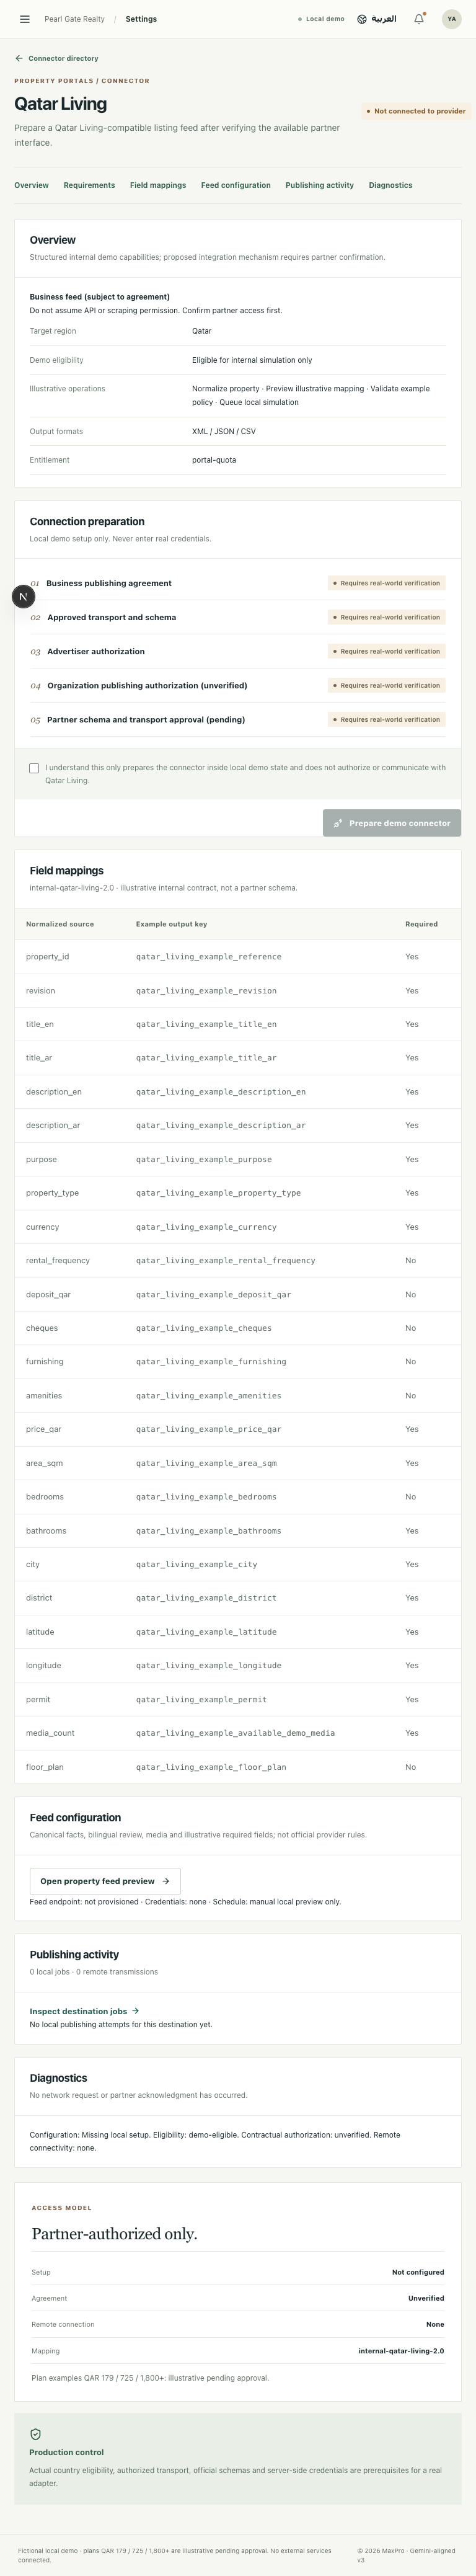 Pearl Gate Realty / Settings
Local demo
العربية
YA
Connector directory
PROPERTY PORTALS / CONNECTOR
Qatar Living
Not connected to provider
Prepare a Qatar Living-compatible listing feed after verifying the available partner
interface.
Overview Requirements Field mappings Feed configuration Publishing activity Diagnostics
Overview
Structured internal demo capabilities; proposed integration mechanism requires partner confirmation.
Business feed (subject to agreement)
Do not assume API or scraping permission. Confirm partner access first.
Target region Qatar
Demo eligibility Eligible for internal simulation only
Illustrative operations Normalize property · Preview illustrative mapping · Validate example
policy · Queue local simulation
Output formats XML / JSON / CSV
Entitlement portal-quota
Connection preparation
Local demo setup only. Never enter real credentials.
N
01 Business publishing agreement Requires real-world verification
02 Approved transport and schema Requires real-world verification
03 Advertiser authorization Requires real-world verification
04 Organization publishing authorization (unverified) Requires real-world verification
05 Partner schema and transport approval (pending) Requires real-world verification
I understand this only prepares the connector inside local demo state and does not authorize or communicate with
Qatar Living.
Prepare demo connector
Field mappings
internal-qatar-living-2.0 · illustrative internal contract, not a partner schema.
Normalized source Example output key Required
property_id qatar_living_example_reference Yes
revision qatar_living_example_revision Yes
title_en qatar_living_example_title_en Yes
title_ar qatar_living_example_title_ar Yes
description_en qatar_living_example_description_en Yes
description_ar qatar_living_example_description_ar Yes
purpose qatar_living_example_purpose Yes
property_type qatar_living_example_property_type Yes
currency qatar_living_example_currency Yes
rental_frequency qatar_living_example_rental_frequency No
deposit_qar qatar_living_example_deposit_qar No
cheques qatar_living_example_cheques No
furnishing qatar_living_example_furnishing No
amenities qatar_living_example_amenities No
price_qar qatar_living_example_price_qar Yes
area_sqm qatar_living_example_area_sqm Yes
bedrooms qatar_living_example_bedrooms No
bathrooms qatar_living_example_bathrooms Yes
city qatar_living_example_city Yes
district qatar_living_example_district Yes
latitude qatar_living_example_latitude Yes
longitude qatar_living_example_longitude Yes
permit qatar_living_example_permit Yes
media_count qatar_living_example_available_demo_media Yes
floor_plan qatar_living_example_floor_plan No
Feed configuration
Canonical facts, bilingual review, media and illustrative required fields; not official provider rules.
Open property feed preview
Feed endpoint: not provisioned · Credentials: none · Schedule: manual local preview only.
Publishing activity
0 local jobs · 0 remote transmissions
Inspect destination jobs
No local publishing attempts for this destination yet.
Diagnostics
No network request or partner acknowledgment has occurred.
Configuration: Missing local setup. Eligibility: demo-eligible. Contractual authorization: unverified. Remote
connectivity: none.
ACCESS MODEL
Partner-authorized only.
Setup Not configured
Agreement Unverified
Remote connection None
Mapping internal-qatar-living-2.0
Plan examples QAR 179 / 725 / 1,800+: illustrative pending approval.
Production control
Actual country eligibility, authorized transport, official schemas and server-side credentials are prerequisites for a real
adapter.
Fictional local demo · plans QAR 179 / 725 / 1,800+ are illustrative pending approval. No external services
connected.
© 2026 MaxPro · Gemini-aligned
v3